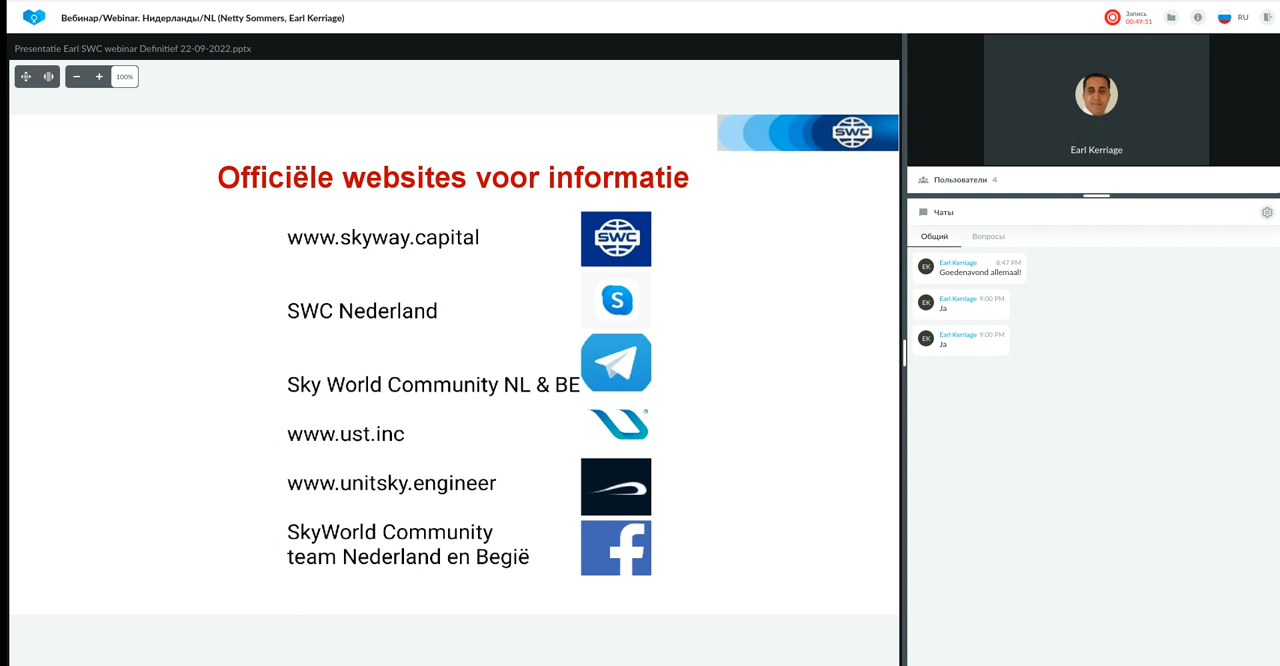 Вебинар/Webinar. Нидерланды/NL (Netty Sommers, Earl Kerriage)
Запись
00:49:51
RU
Presentatie Earl SWC webinar Definitief 22-09-2022.pptx
100%
SWC
Officiële websites voor informatie
www.skyway.capital
SWC
SWC Nederland
S
Sky World Community NL & BE
www.ust.inc
www.unitsky.engineer
SkyWorld Community
team Nederland en Begië
f
Earl Kerriage
Пользователи 4
Чаты
Общий
Вопросы
EK
Earl Kerriage 8:47 PM
Goedenavond allemaal!
EK
Earl Kerriage 9:00 PM
Ja
EK
Earl Kerriage 9:00 PM
Ja